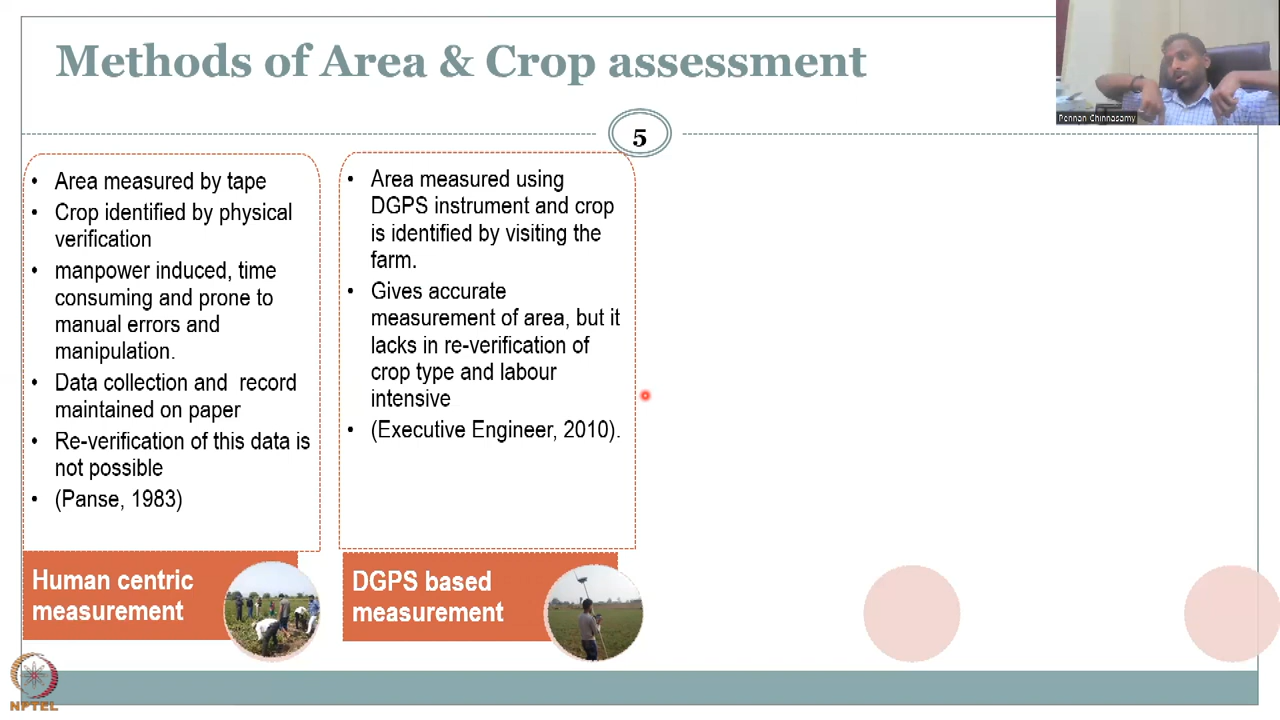 Methods of Area & Crop assessment
Pennan Chinnasamy
5
• Area measured by tape
• Crop identified by physical
verification
• manpower induced, time
consuming and prone to
manual errors and
manipulation.
• Data collection and record
maintained on paper
• Re-verification of this data is
not possible
• (Panse, 1983)
Human centric
measurement
• Area measured using
DGPS instrument and crop
is identified by visiting the
farm.
• Gives accurate
measurement of area, but it
lacks in re-verification of
crop type and labour
intensive
• (Executive Engineer, 2010).
DGPS based
measurement
NPTEL